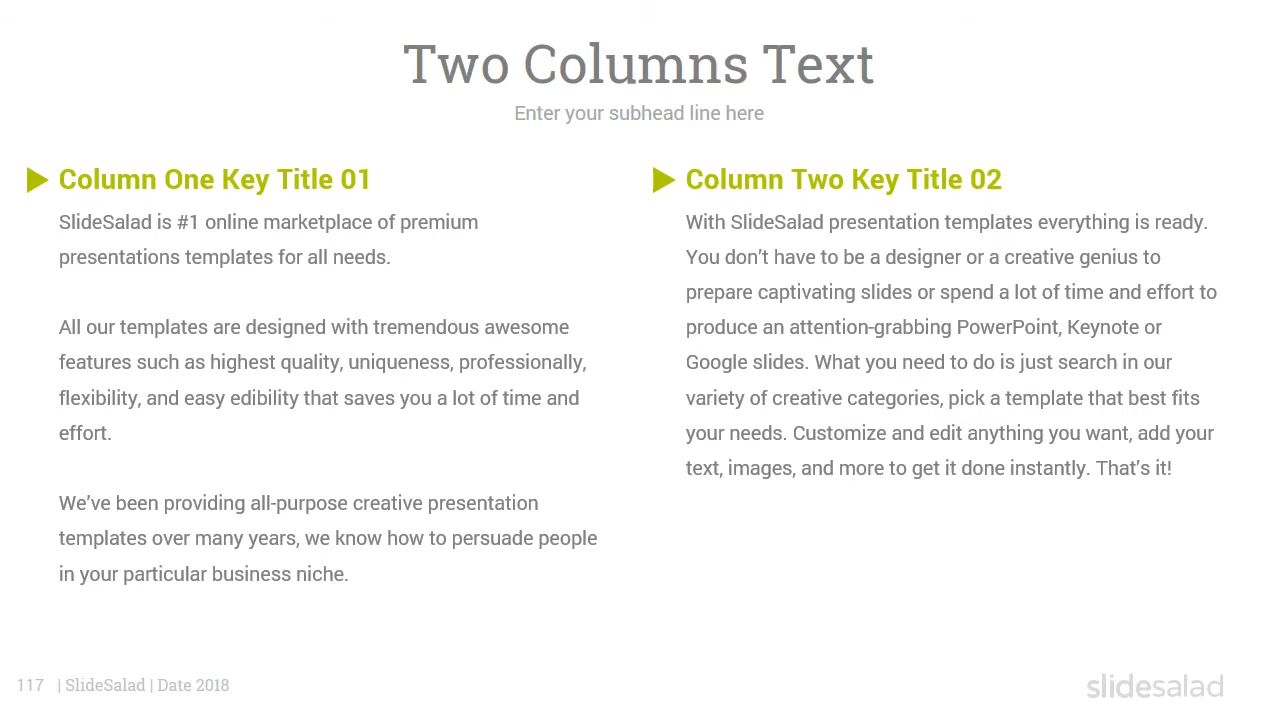 Two Columns Text
Enter your subhead line here
Column One Key Title 01
SlideSalad is #1 online marketplace of premium
presentations templates for all needs.
All our templates are designed with tremendous awesome
features such as highest quality, uniqueness, professionally,
flexibility, and easy edibility that saves you a lot of time and
effort.
We’ve been providing all-purpose creative presentation
templates over many years, we know how to persuade people
in your particular business niche.
Column Two Key Title 02
With SlideSalad presentation templates everything is ready.
You don’t have to be a designer or a creative genius to
prepare captivating slides or spend a lot of time and effort to
produce an attention-grabbing PowerPoint, Keynote or
Google slides. What you need to do is just search in our
variety of creative categories, pick a template that best fits
your needs. Customize and edit anything you want, add your
text, images, and more to get it done instantly. That’s it!
117 | SlideSalad | Date 2018
slidesalad